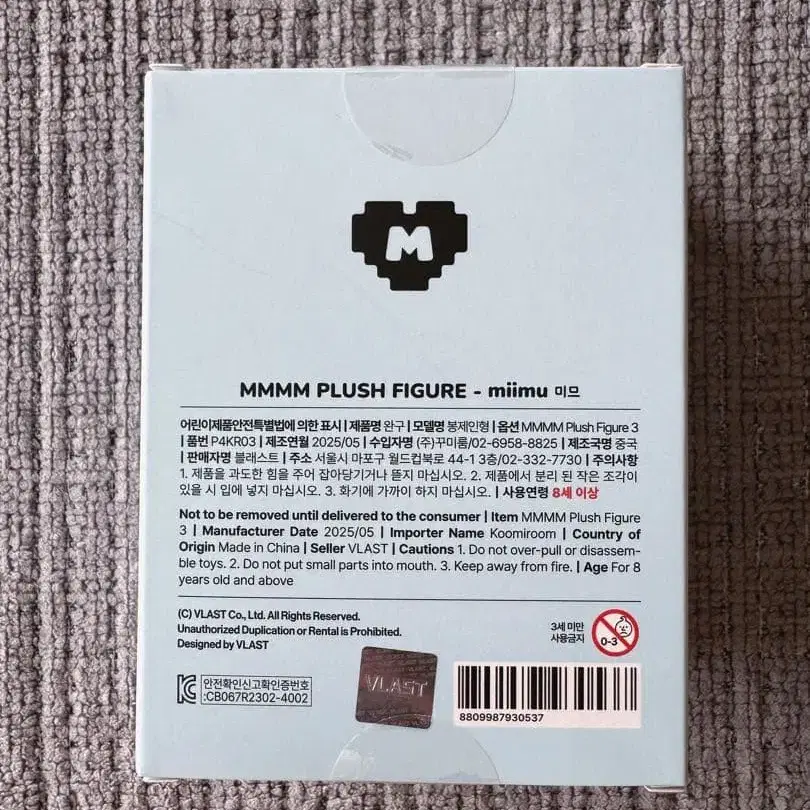 M
MMMM PLUSH FIGURE - miimu 미므
어린이제품안전특별법에 의한 표시 | 제품명 완구 | 모델명 봉제인형 | 옵션 MMMM Plush Figure 3
| 품번 P4KR03 | 제조연월 2025/05 | 수입자명 (주)꾸미룸/02-6958-8825 | 제조국명 중국
| 판매자명 블래스트 | 주소 서울시 마포구 월드컵북로 44-1 3층/02-332-7730 | 주의사항
1. 제품을 과도한 힘을 주어 잡아당기거나 뜯지 마십시오. 2. 제품에서 분리 된 작은 조각이
있을 시 입에 넣지 마십시오. 3. 화기에 가까이 하지 마십시오. | 사용연령 8세 이상
Not to be removed until delivered to the consumer | Item MMMM Plush Figure
3 | Manufacturer Date 2025/05 | Importer Name Koomiroom | Country of
Origin Made in China | Seller VLAST | Cautions 1. Do not over-pull or disassem-
ble toys. 2. Do not put small parts into mouth. 3. Keep away from fire. | Age For 8
years old and above
(C) VLAST Co., Ltd. All Rights Reserved.
Unauthorized Duplication or Rental is Prohibited.
Designed by VLAST
3세 미만
사용금지
0-3
안전확인신고확인증번호
:CB067R2302-4002
VLAST
8809987930537